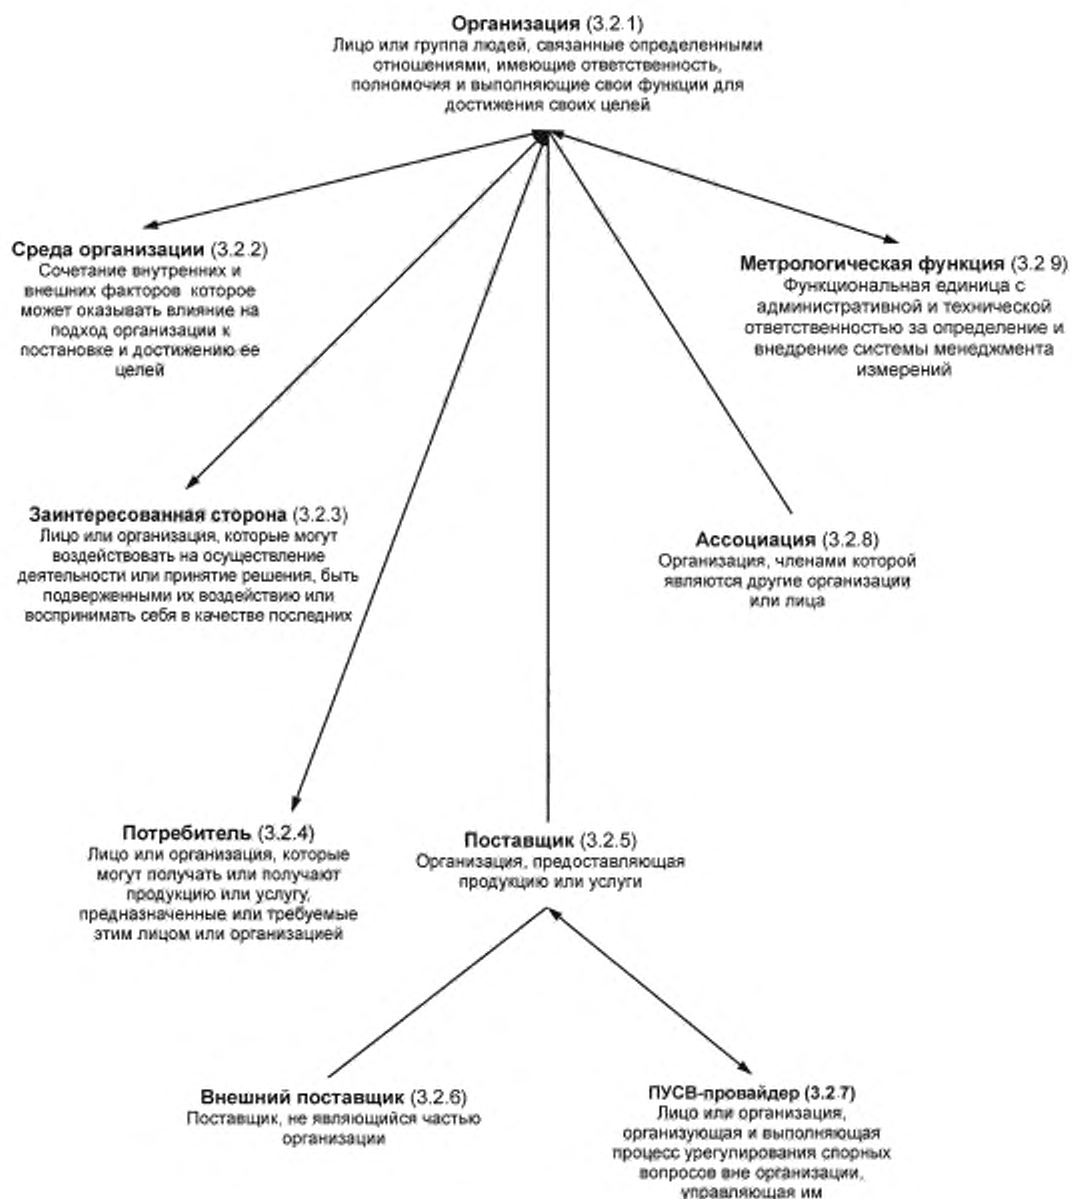 Организация (3.2.1)
Лицо или группа людей, связанные определенными
отношениями, имеющие ответственность,
полномочия и выполняющие свои функции для
достижения своих целей
Среда организации (3.2.2)
Сочетание внутренних и
внешних факторов которое
может оказывать влияние на
подход организации к
постановке и достижению ее
целей
Метрологическая функция (3.2 9)
Функциональная единица с
административной и технической
ответственностью за определение и
внедрение системы менеджмента
измерений
Заинтересованная сторона (3.2.3)
Лицо или организация, которые могут
воздействовать на осуществление
деятельности или принятие решения, быть
подверженными их воздействию или
воспринимать себя в качестве последних
Ассоциация (3.2.8)
Организация, членами которой
являются другие организации
или лица
Потребитель (3.2.4)
Лицо или организация, которые
могут получать или получают
продукцию или услугу,
предназначенные или требуемые
этим лицом или организацией
Поставщик (3.2.5)
Организация, предоставляющая
продукцию или услуги
Внешний поставщик (3.2.6)
Поставщик, не являющийся частью
организации
ПУСВ-провайдер (3.2.7)
Лицо или организация,
организующая и выполняющая
процесс урегулирования спорных
вопросов вне организации,
управляющая им